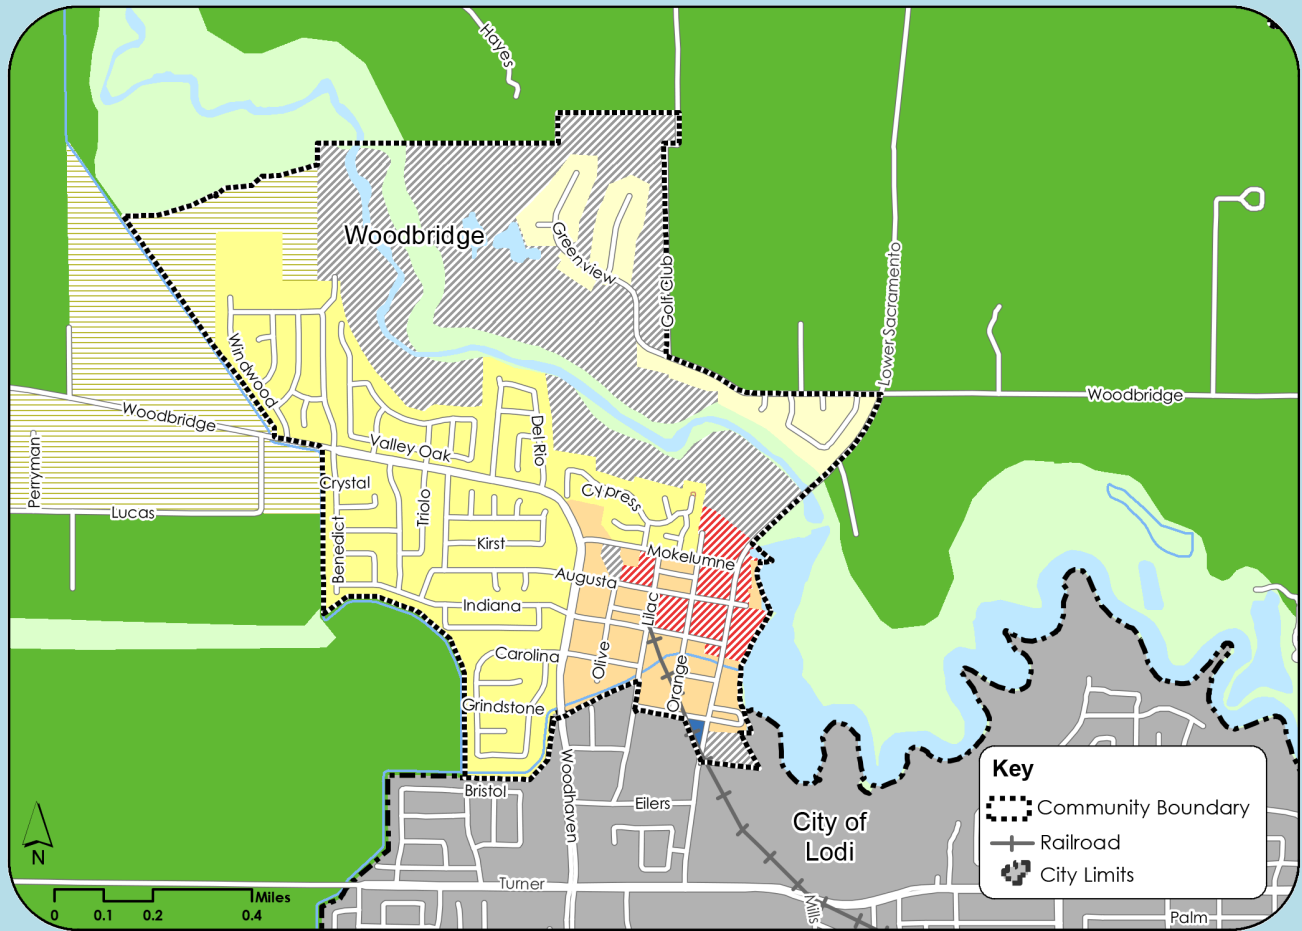 Hayes
Woodbridge
Greenview
Golf Club
Lower Sacramento
Windwood
Woodbridge
Woodbridge
Valley Oak
Del Rio
Perryman
Crystal
Cypress
Lucas
Triolo
Benedict
Kirst
Mokelumne
Augusta
Indiana
Lilac
Carolina
Olive
Orange
Grindstone
Woodhaven
Bristol
Eilers
City of
Lodi
Turner
Mills
Palm
Key
Community Boundary
Railroad
City Limits
N
Miles
0 0.1 0.2 0.4